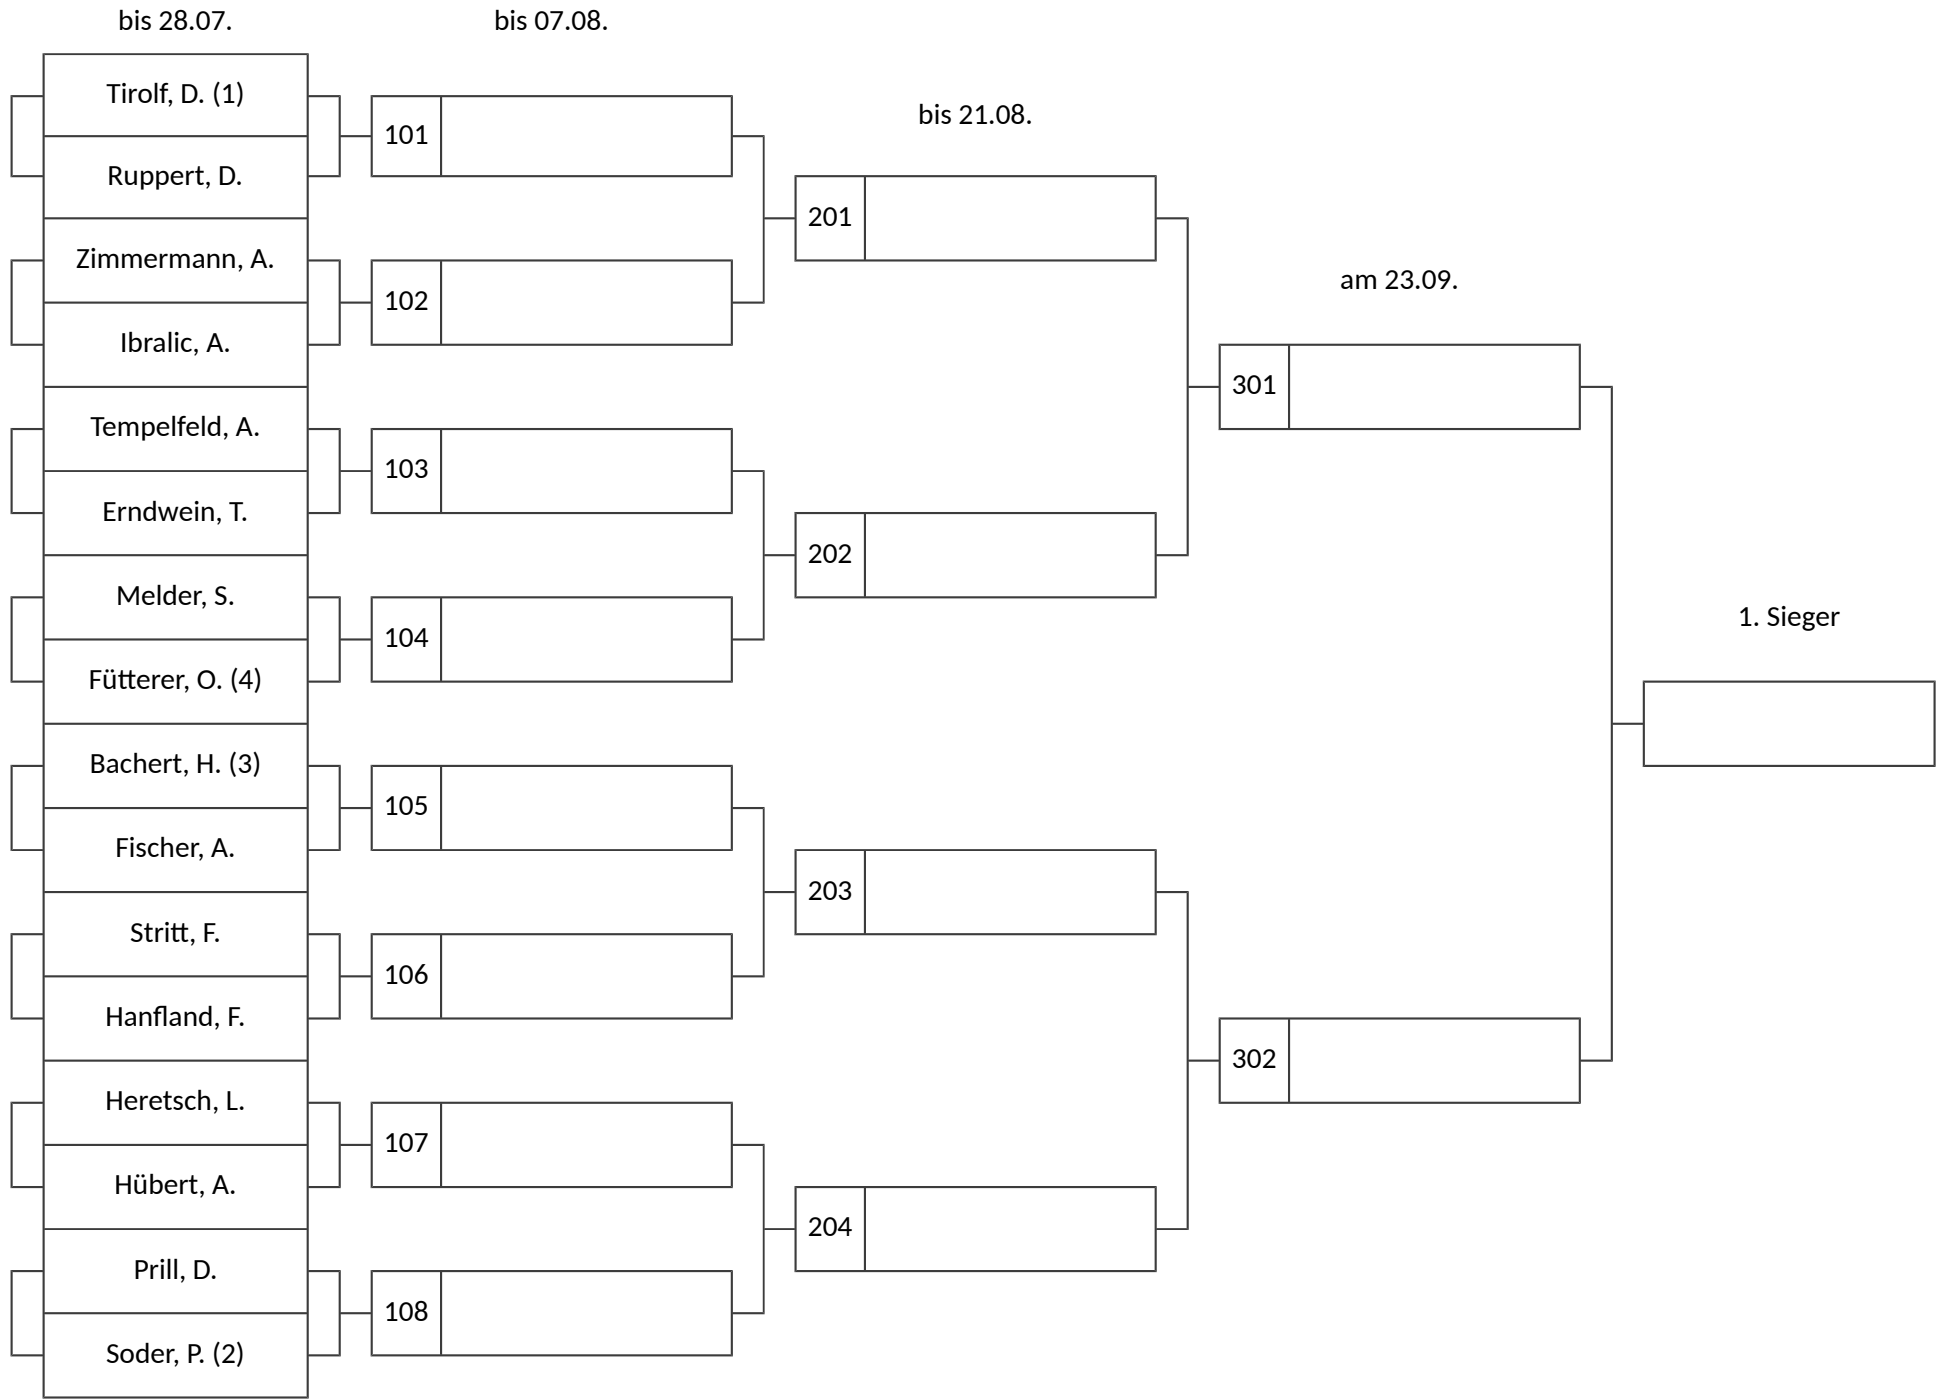 bis 28.07.
bis 07.08.
bis 21.08.
am 23.09.
1. Sieger
Tirolf, D. (1)
Ruppert, D.
Zimmermann, A.
Ibralic, A.
Tempelfeld, A.
Erndwein, T.
Melder, S.
Fütterer, O. (4)
Bachert, H. (3)
Fischer, A.
Stritt, F.
Hanfland, F.
Heretsch, L.
Hübert, A.
Prill, D.
Soder, P. (2)
101
102
103
104
105
106
107
108
201
202
203
204
301
302